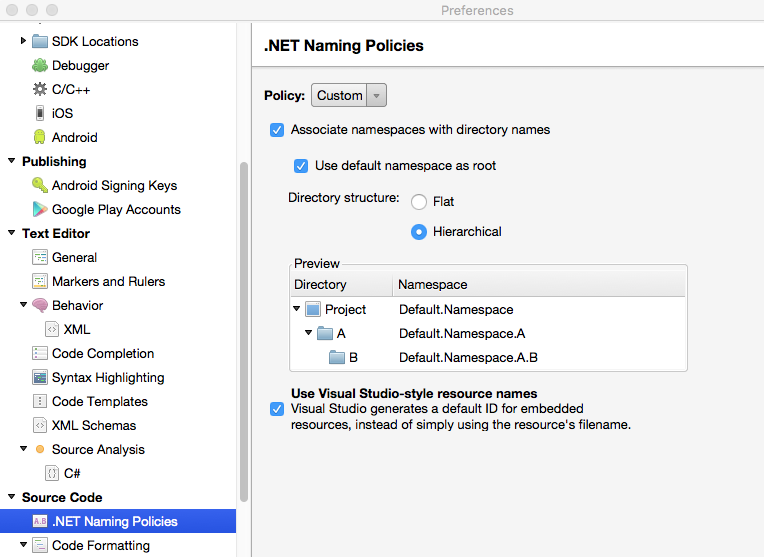 Preferences
SDK Locations
Debugger
C/C++
iOS
Android
Publishing
Android Signing Keys
Google Play Accounts
Text Editor
General
Markers and Rulers
Behavior
XML
Code Completion
Syntax Highlighting
Code Templates
XML Schemas
Source Analysis
C#
Source Code
A.B .NET Naming Policies
Code Formatting
.NET Naming Policies
Policy: Custom
Associate namespaces with directory names
Use default namespace as root
Directory structure: Flat
Hierarchical
Preview
Directory Namespace
Project Default.Namespace
A Default.Namespace.A
B Default.Namespace.A.B
Use Visual Studio-style resource names
Visual Studio generates a default ID for embedded
resources, instead of simply using the resource's filename.